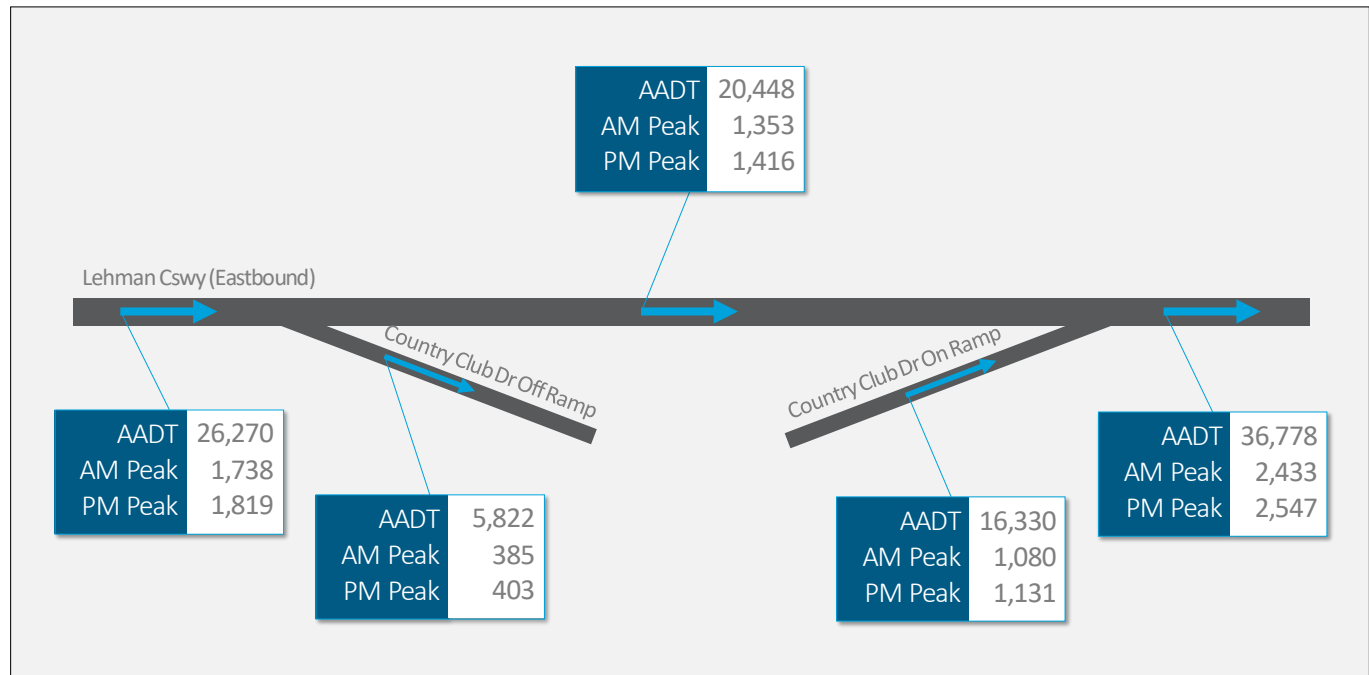 AADT 20,448
AM Peak 1,353
PM Peak 1,416
Lehman Cswy (Eastbound)
Country Club Dr Off Ramp
Country Club Dr On Ramp
AADT 26,270
AM Peak 1,738
PM Peak 1,819
AADT 5,822
AM Peak 385
PM Peak 403
AADT 16,330
AM Peak 1,080
PM Peak 1,131
AADT 36,778
AM Peak 2,433
PM Peak 2,547